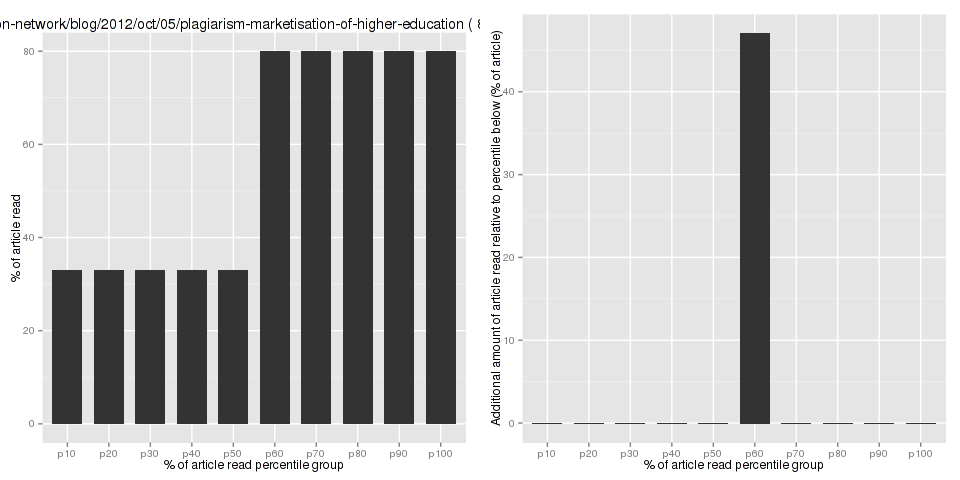 on-network/blog/2012/oct/05/plagiarism-marketisation-of-higher-education (
80
60
40
20
0
% of article read
p10 p20 p30 p40 p50 p60 p70 p80 p90 p100
% of article read percentile group
40
30
20
10
0
Additional amount of article read relative to percentile below (% of article)
p10 p20 p30 p40 p50 p60 p70 p80 p90 p100
% of article read percentile group